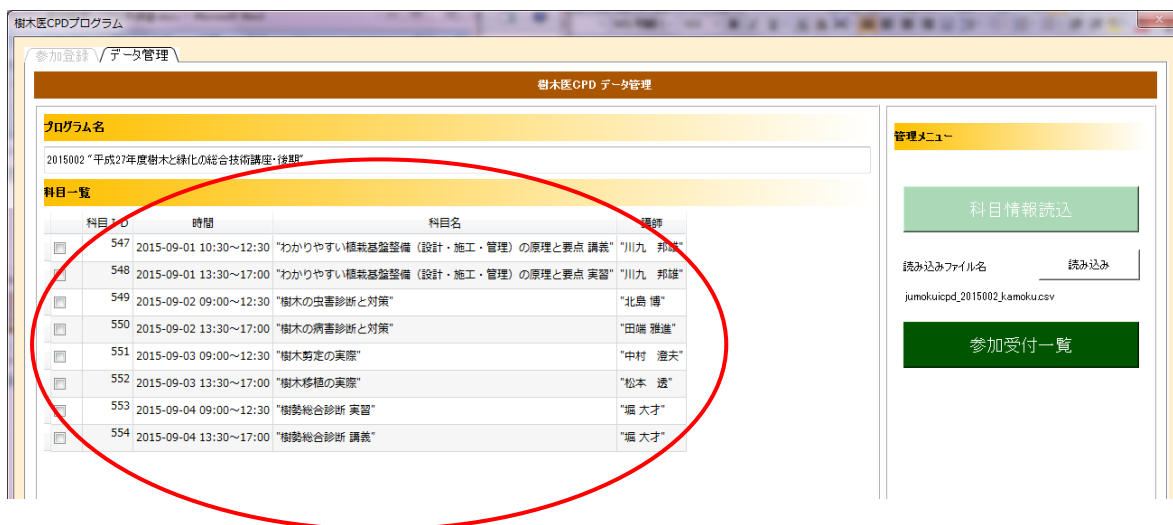 樹木医CPDプログラム
参加登録 データ管理
樹木医CPD データ管理
プログラム名
2015002 "平成27年度樹木と緑化の総合技術講座・後期"
科目一覧
科目ID 時間 科目名 講師
547 2015-09-01 10:30～12:30 "わかりやすい植栽基盤整備（設計・施工・管理）の原理と要点 講義" "川九　邦雄"
548 2015-09-01 13:30～17:00 "わかりやすい植栽基盤整備（設計・施工・管理）の原理と要点 実習" "川九　邦雄"
549 2015-09-02 09:00～12:30 "樹木の虫害診断と対策" "北島 博"
550 2015-09-02 13:30～17:00 "樹木の病害診断と対策" "田端 雅進"
551 2015-09-03 09:00～12:30 "樹木剪定の実際" "中村　澄夫"
552 2015-09-03 13:30～17:00 "樹木移植の実際" "松本　透"
553 2015-09-04 09:00～12:30 "樹勢総合診断 実習" "堀 大才"
554 2015-09-04 13:30～17:00 "樹勢総合診断 講義" "堀 大才"
管理メニュー
科目情報読込
読み込みファイル名 読み込み
jumokuicpd_2015002_kamoku.csv
参加受付一覧